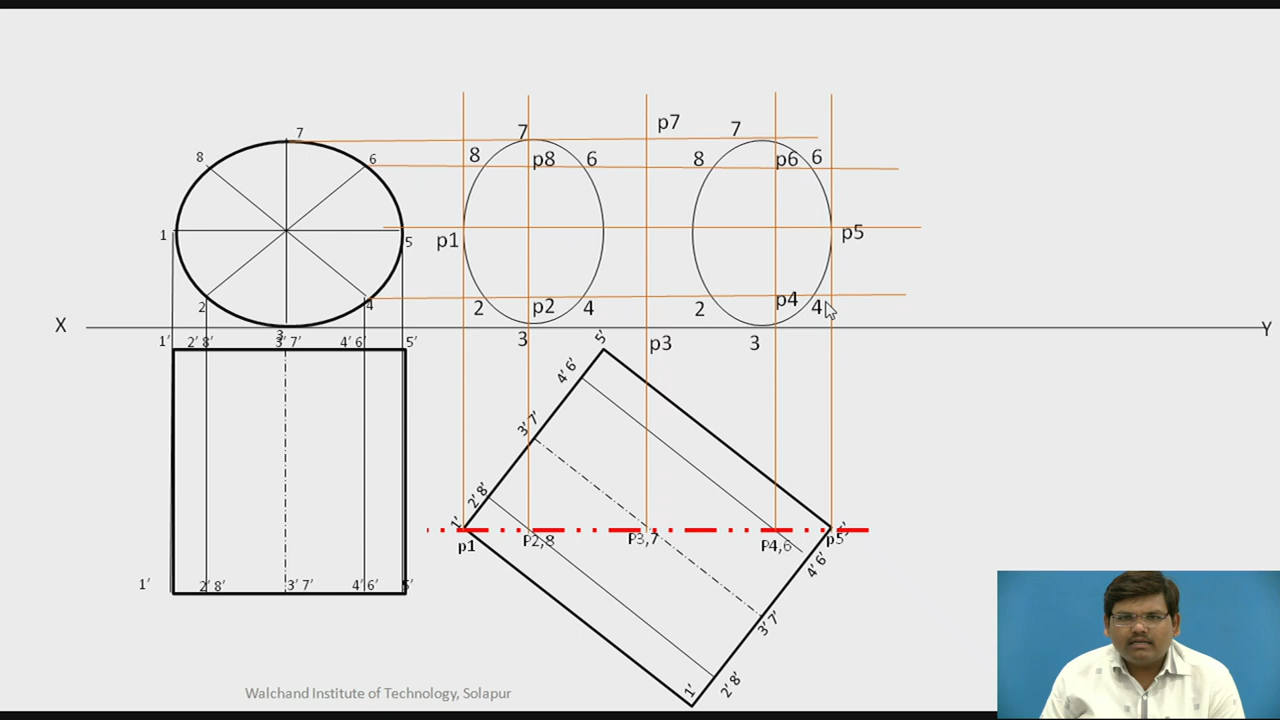 7
p7
7
7
8
6
8
p8
6
8
p6
6
1
5
p1
p5
2
4
2
p2
4
2
p4
4
X
3
3
p3
3
Y
1' 2' 8' 3' 7' 4' 6' 5'
5'
4' 6'
3' 7'
2' 8'
1'
p1
P2,8
P3,7
P4,6
p5
5'
4' 6'
3' 7'
2' 8'
1'
1' 2' 8' 3' 7' 4' 6' 5'
Walchand Institute of Technology, Solapur